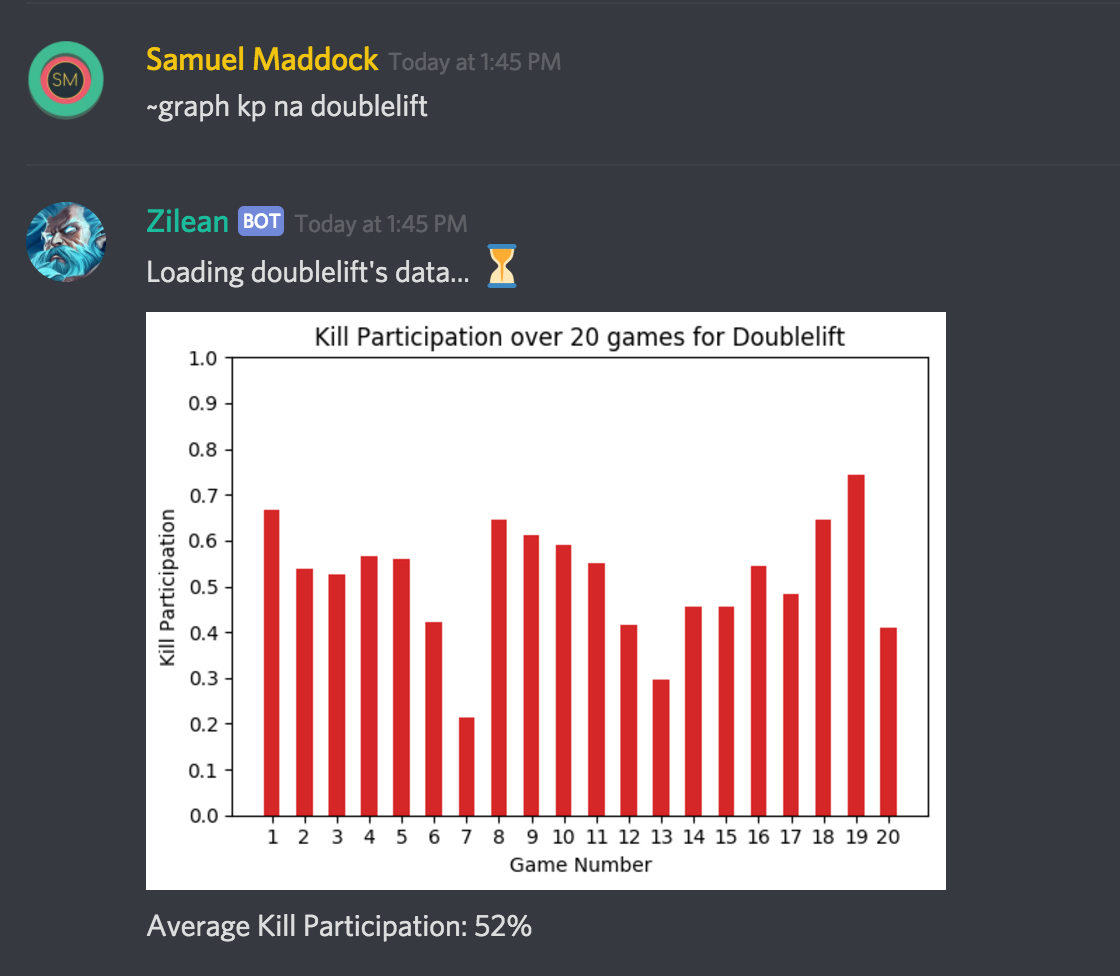 SM
Samuel Maddock Today at 1:45 PM
~graph kp na doublelift
Zilean BOT Today at 1:45 PM
Loading doublelift's data...
Kill Participation over 20 games for Doublelift
1.0
0.9
0.8
0.7
0.6
0.5
0.4
0.3
0.2
0.1
0.0
Kill Participation
1 2 3 4 5 6 7 8 9 10 11 12 13 14 15 16 17 18 19 20
Game Number
Average Kill Participation: 52%